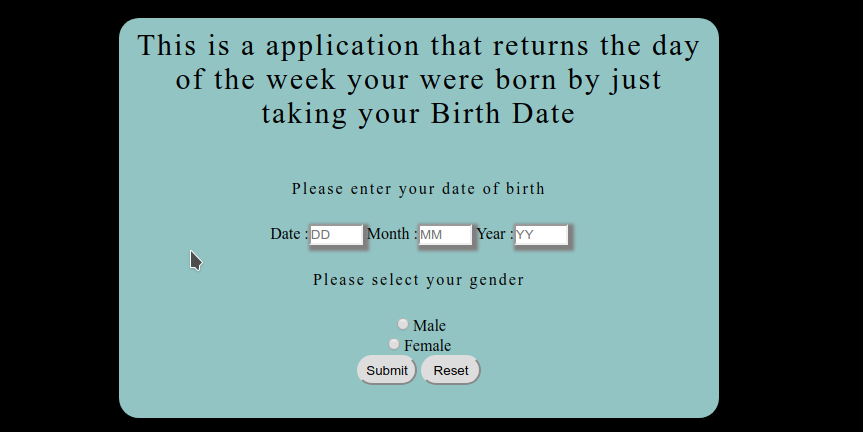 This is a application that returns the day
of the week your were born by just
taking your Birth Date
Please enter your date of birth
Date : DD Month : MM Year : YY
Please select your gender
Male
Female
Submit Reset